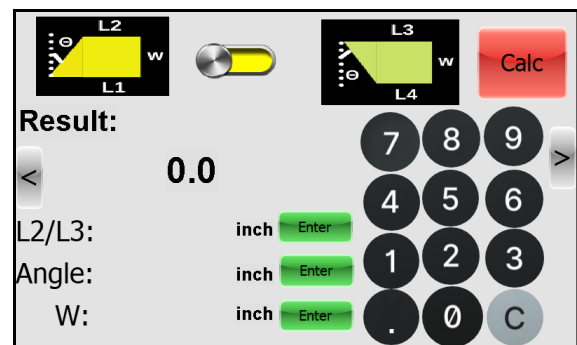 L2
Θ
w
L1
L3
Θ
w
L4
Calc
Result:
7 8 9
< 0.0 >
4 5 6
L2/L3: inch Enter
Angle: inch Enter
1 2 3
W: inch Enter
. 0 C